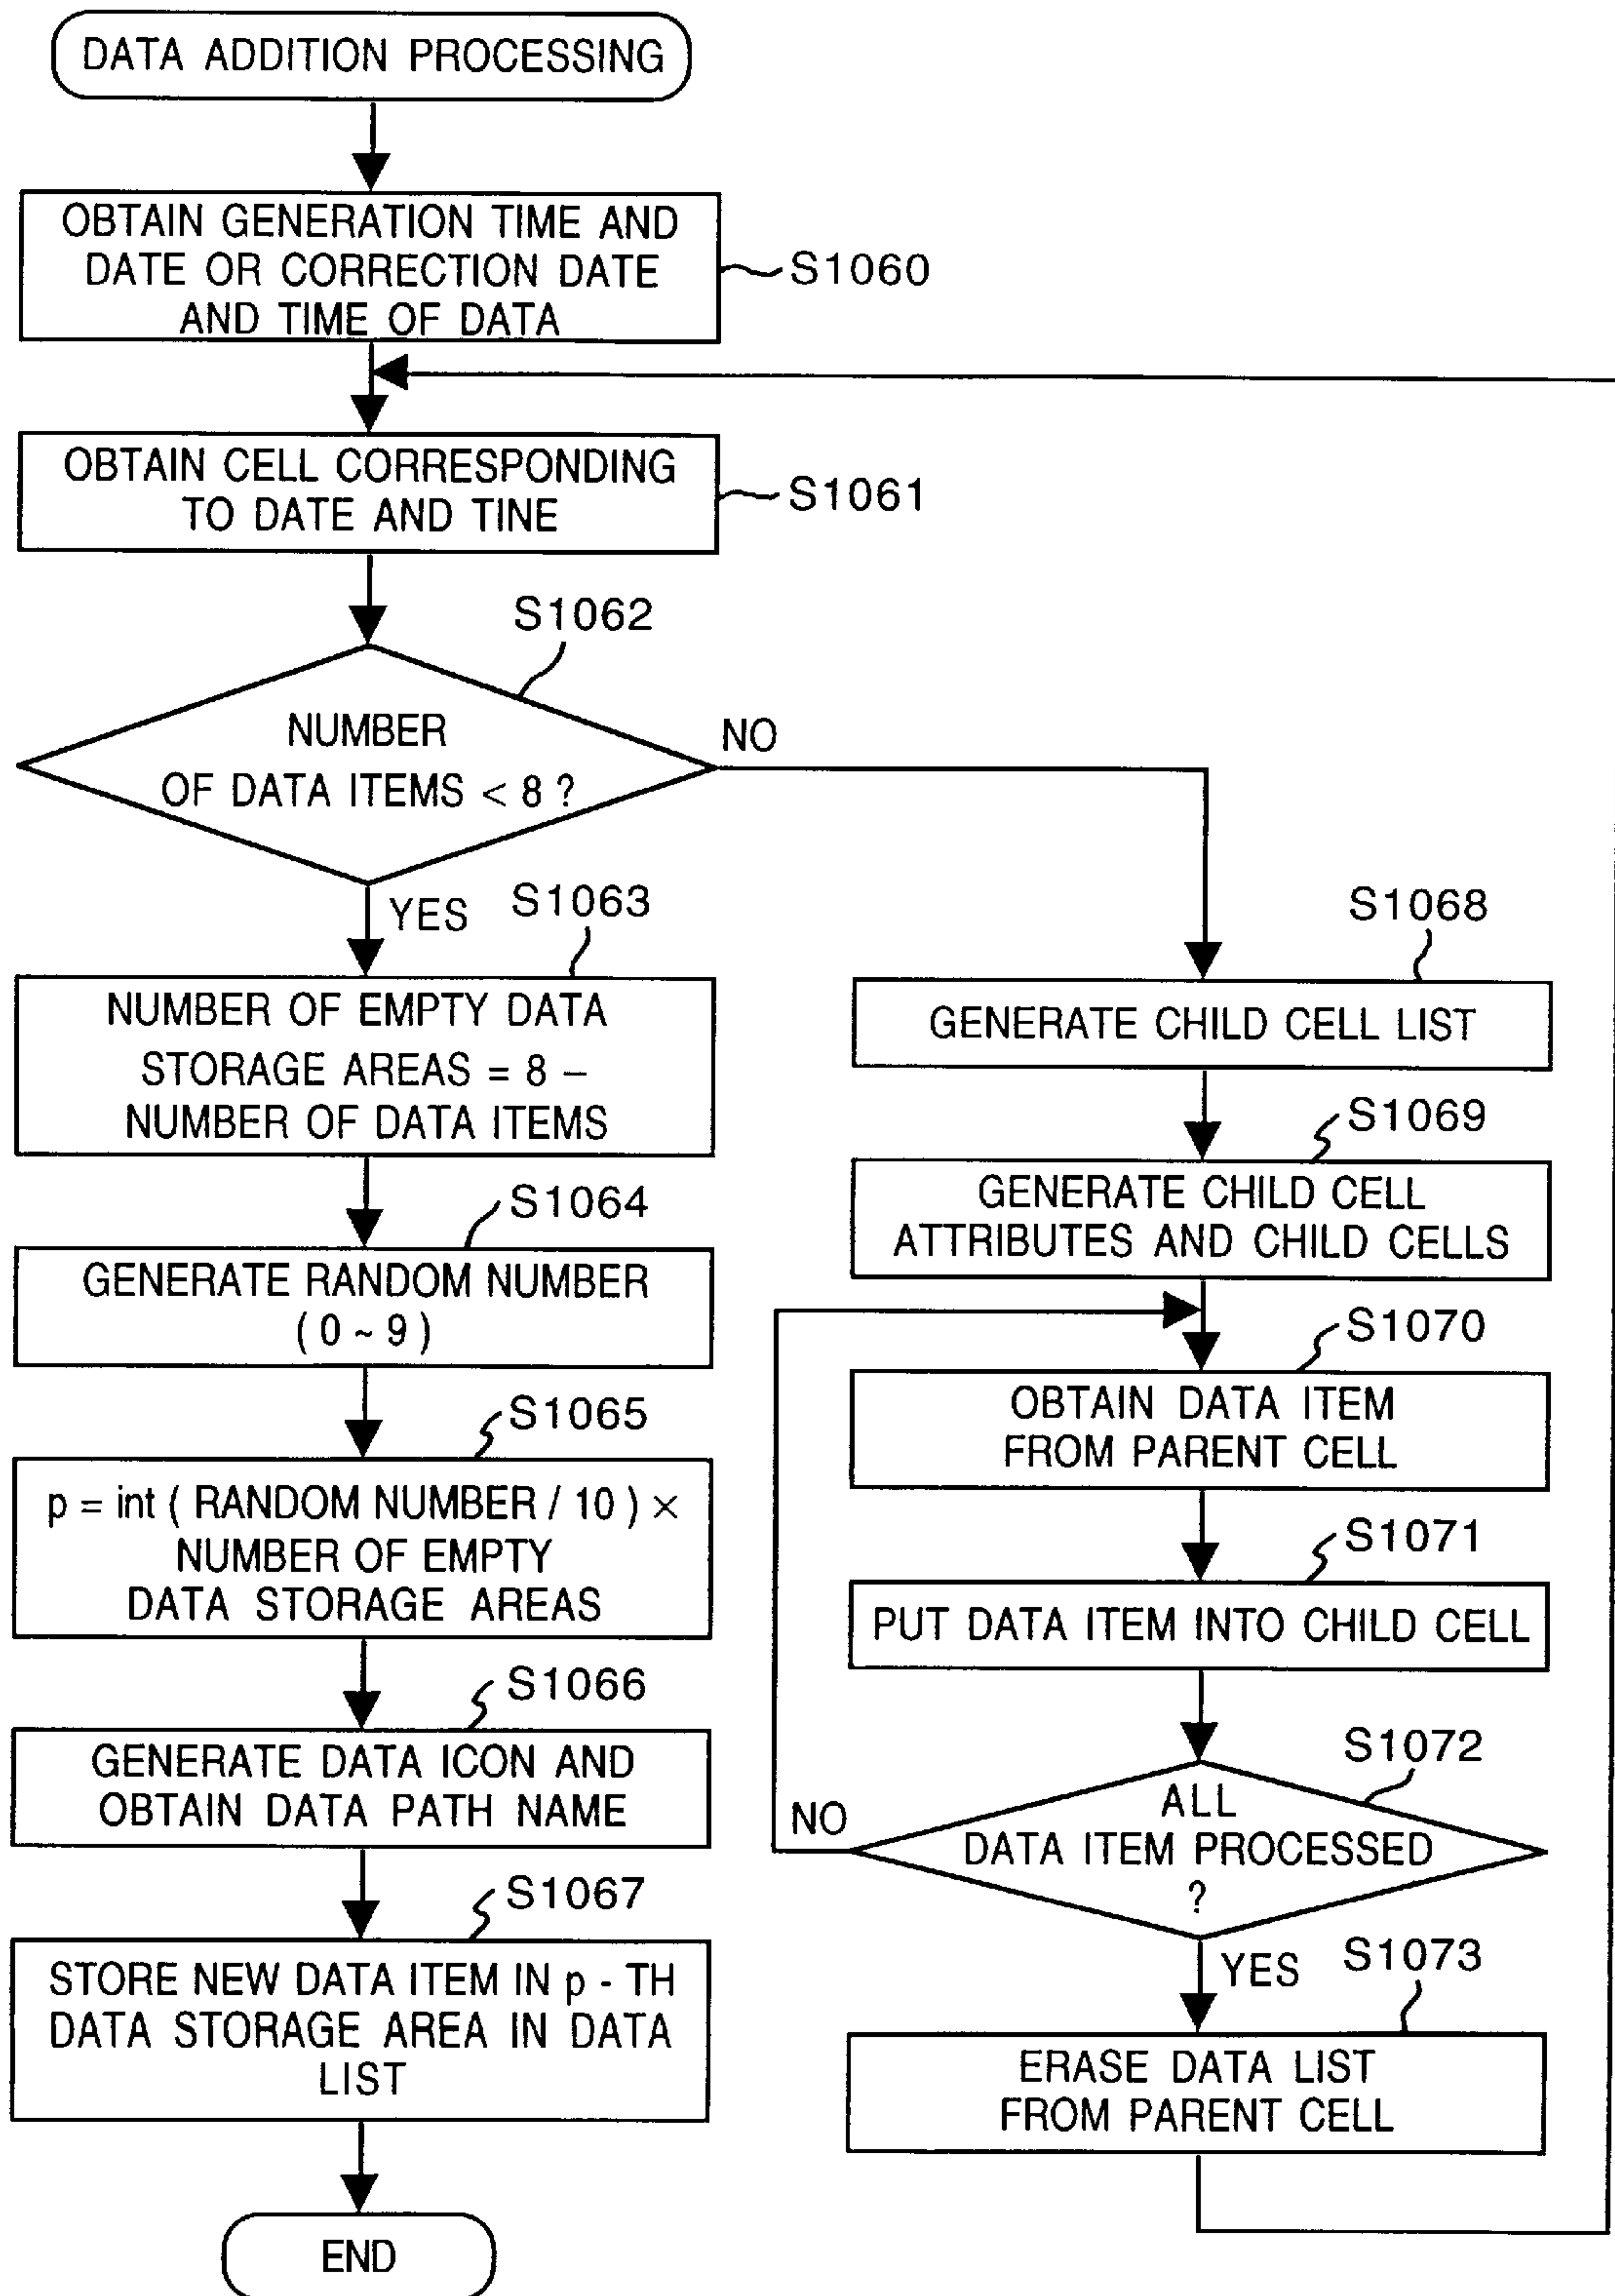 DATA ADDITION PROCESSING
OBTAIN GENERATION TIME AND
DATE OR CORRECTION DATE
AND TIME OF DATA
S1060
OBTAIN CELL CORRESPONDING
TO DATE AND TINE
S1061
S1062
NUMBER
OF DATA ITEMS < 8 ?
NO
YES
S1063
NUMBER OF EMPTY DATA
STORAGE AREAS = 8 –
NUMBER OF DATA ITEMS
S1064
GENERATE RANDOM NUMBER
( 0 ~ 9 )
S1065
p = int ( RANDOM NUMBER / 10 ) ×
NUMBER OF EMPTY
DATA STORAGE AREAS
S1066
GENERATE DATA ICON AND
OBTAIN DATA PATH NAME
S1067
STORE NEW DATA ITEM IN p - TH
DATA STORAGE AREA IN DATA
LIST
END
S1068
GENERATE CHILD CELL LIST
S1069
GENERATE CHILD CELL
ATTRIBUTES AND CHILD CELLS
S1070
OBTAIN DATA ITEM
FROM PARENT CELL
S1071
PUT DATA ITEM INTO CHILD CELL
S1072
ALL
DATA ITEM PROCESSED
?
NO
YES
S1073
ERASE DATA LIST
FROM PARENT CELL